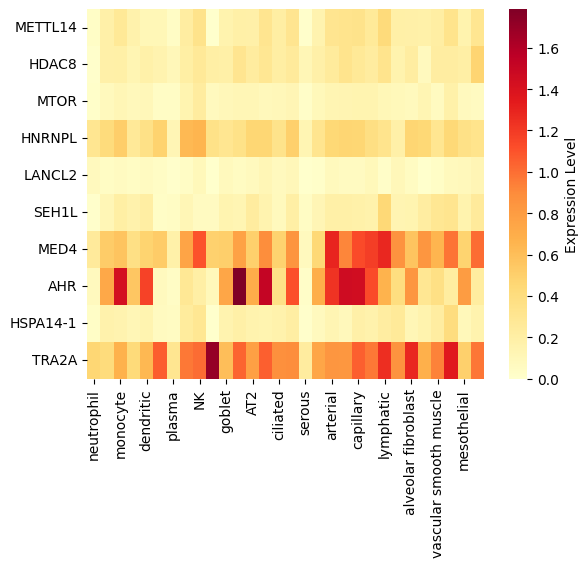 METTL14
HDAC8
MTOR
HNRNPL
LANCL2
SEH1L
MED4
AHR
HSPA14-1
TRA2A
neutrophil
monocyte
dendritic
plasma
NK
goblet
AT2
ciliated
serous
arterial
capillary
lymphatic
alveolar fibroblast
vascular smooth muscle
mesothelial
1.6
1.4
1.2
1.0
0.8
0.6
0.4
0.2
0.0
Expression Level